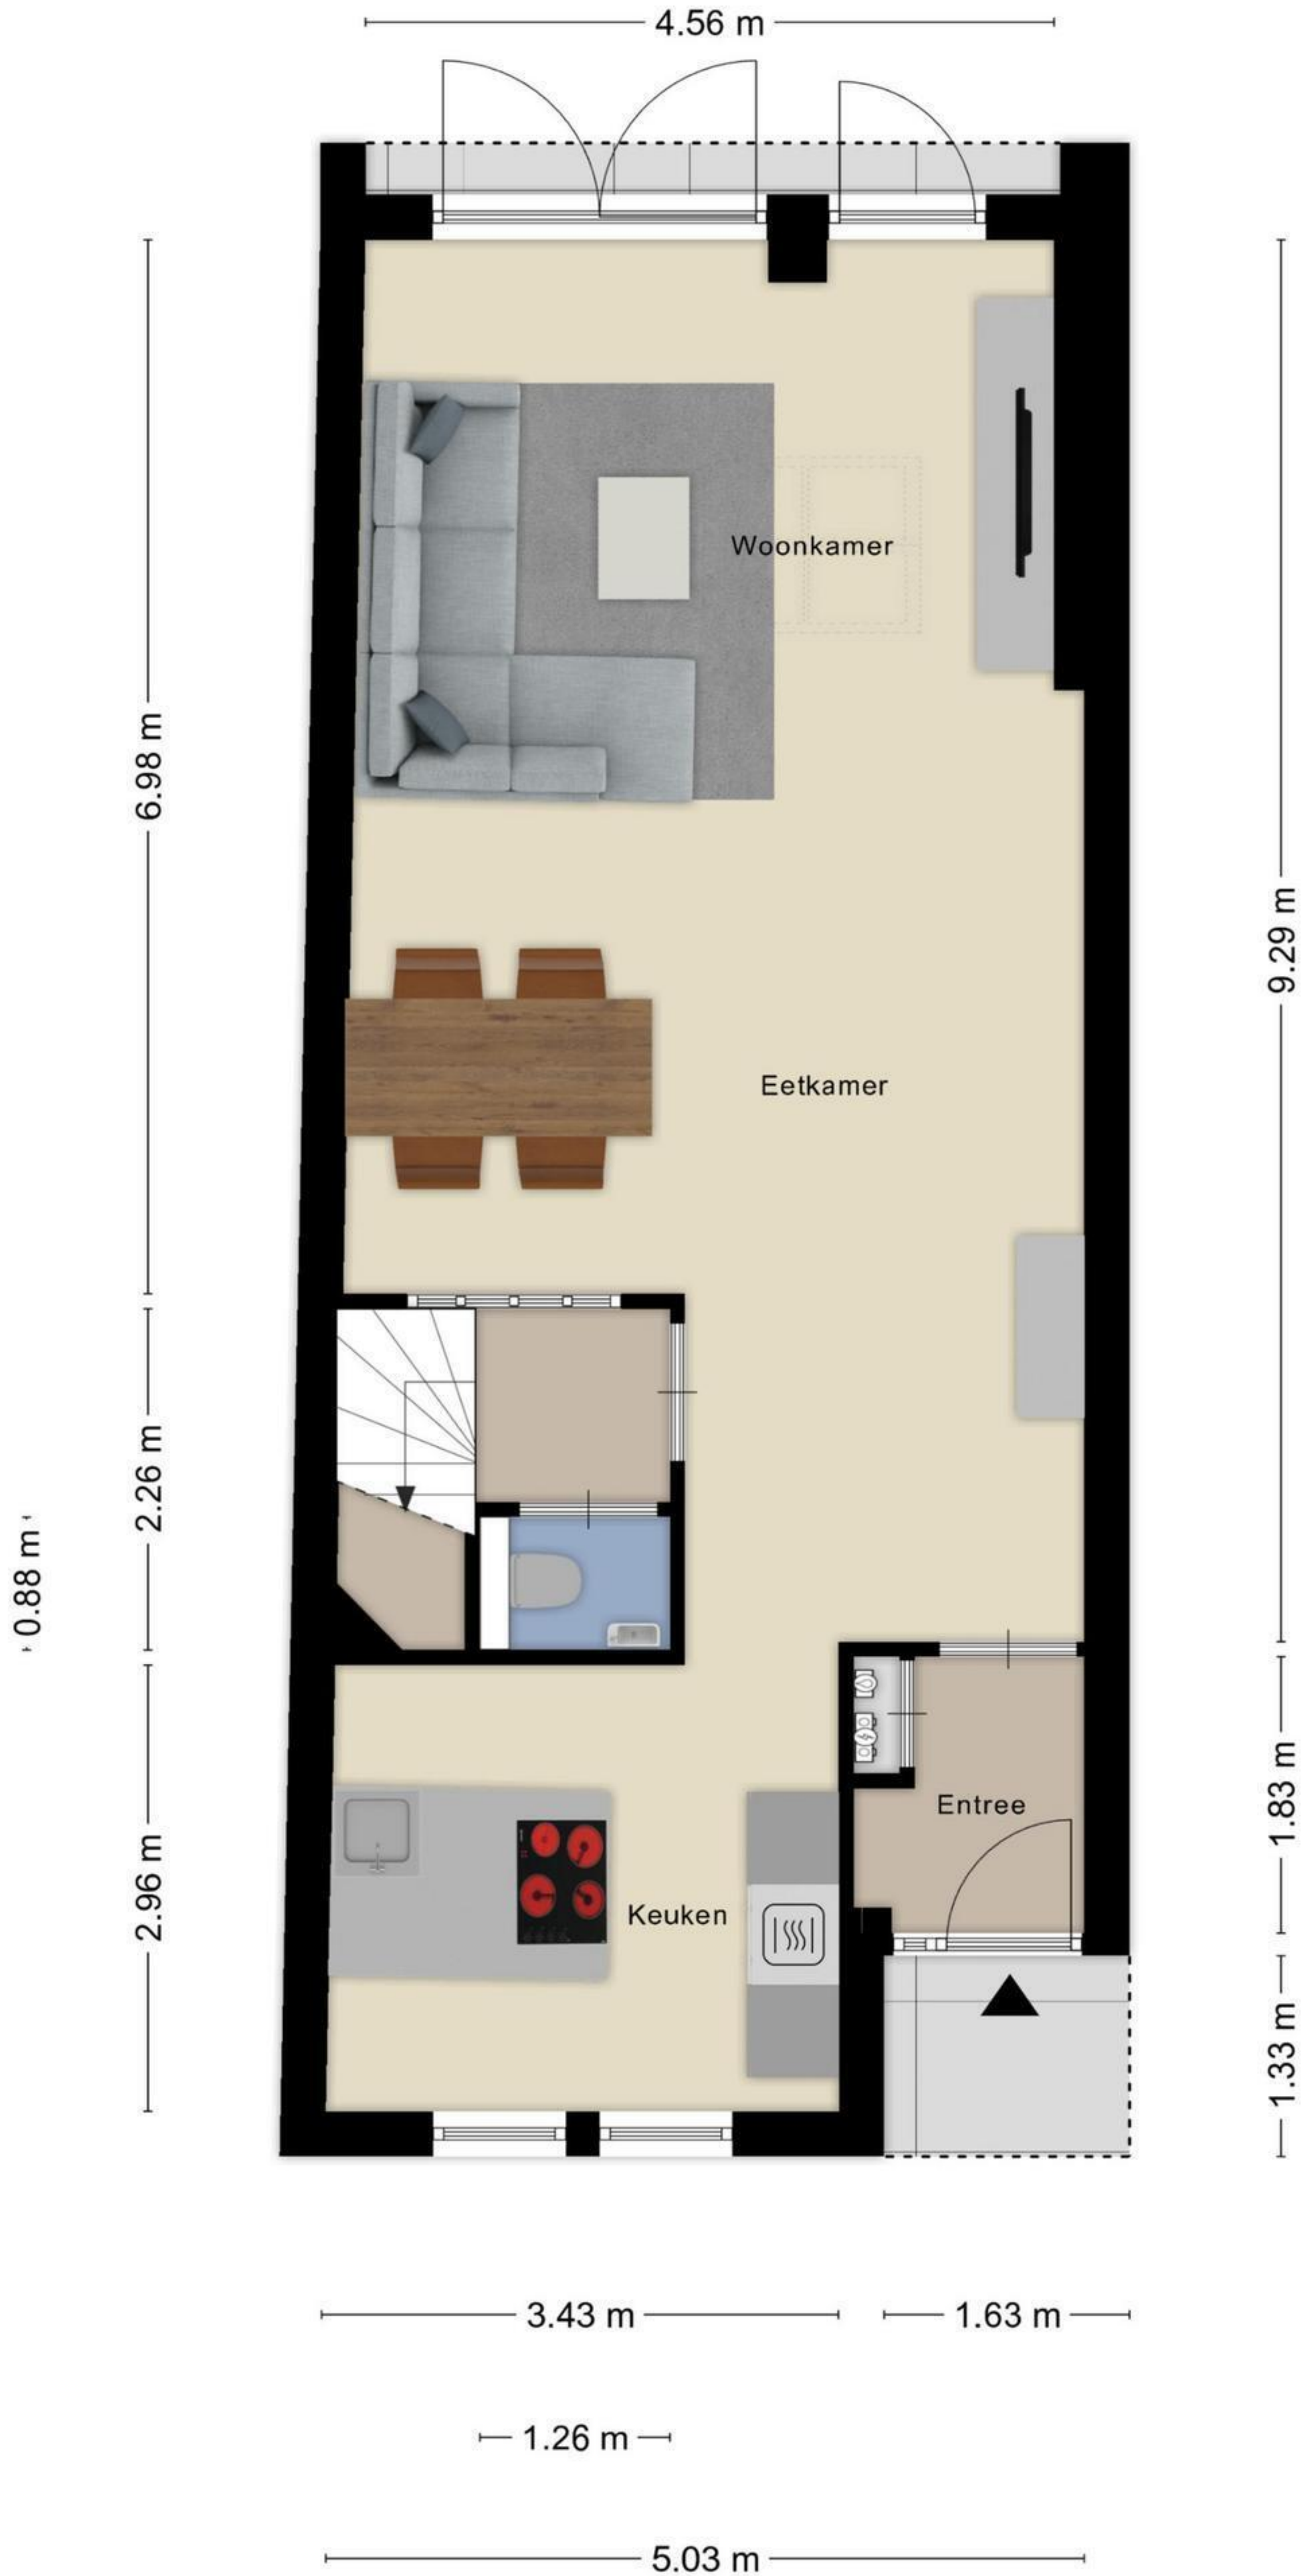 4.56 m
Woonkamer
6.98 m
9.29 m
Eetkamer
2.26 m
0.88 m
Entree
1.83 m
Keuken
2.96 m
1.33 m
3.43 m
1.63 m
1.26 m
5.03 m